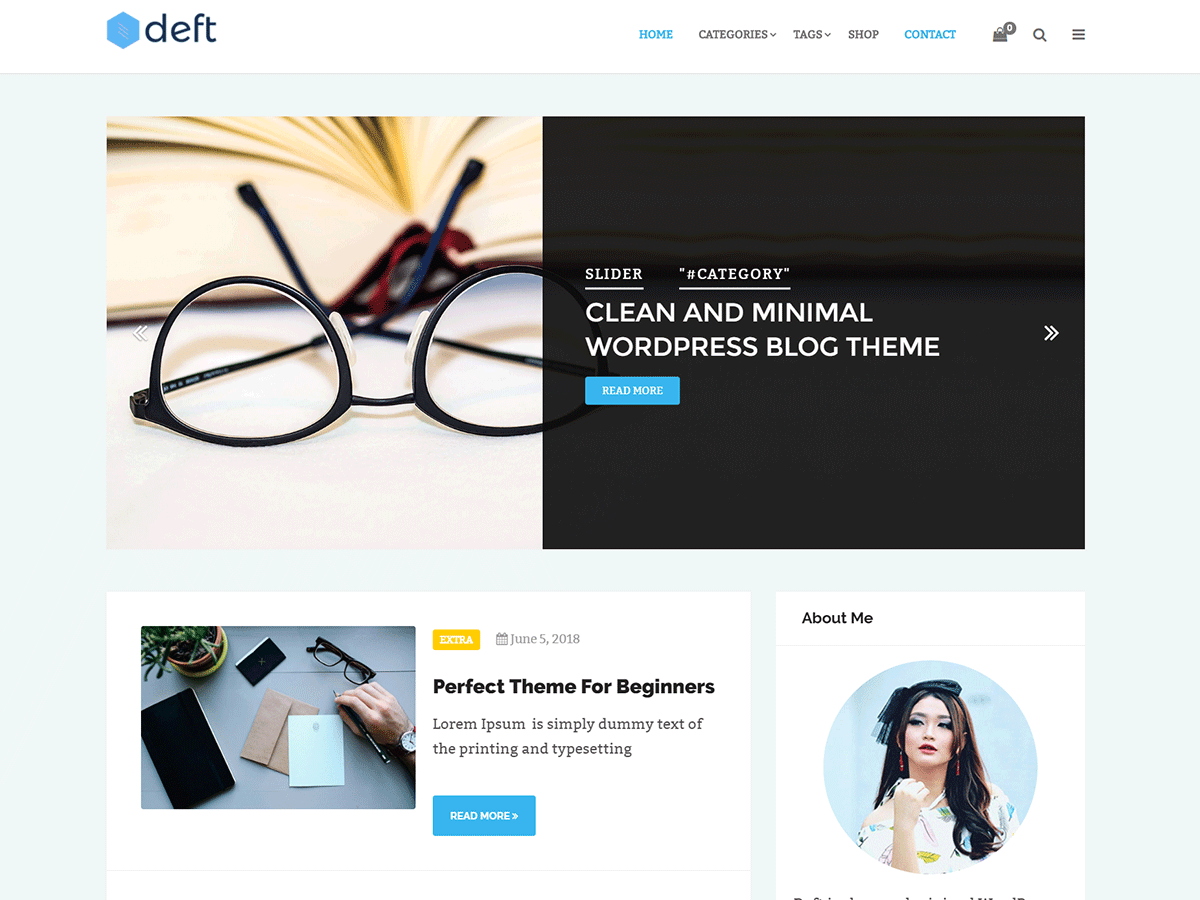 deft
HOME CATEGORIES TAGS SHOP CONTACT 0
SLIDER "#CATEGORY"
CLEAN AND MINIMAL
WORDPRESS BLOG THEME
READ MORE
EXTRA June 5, 2018
Perfect Theme For Beginners
Lorem Ipsum is simply dummy text of
the printing and typesetting
READ MORE »
About Me